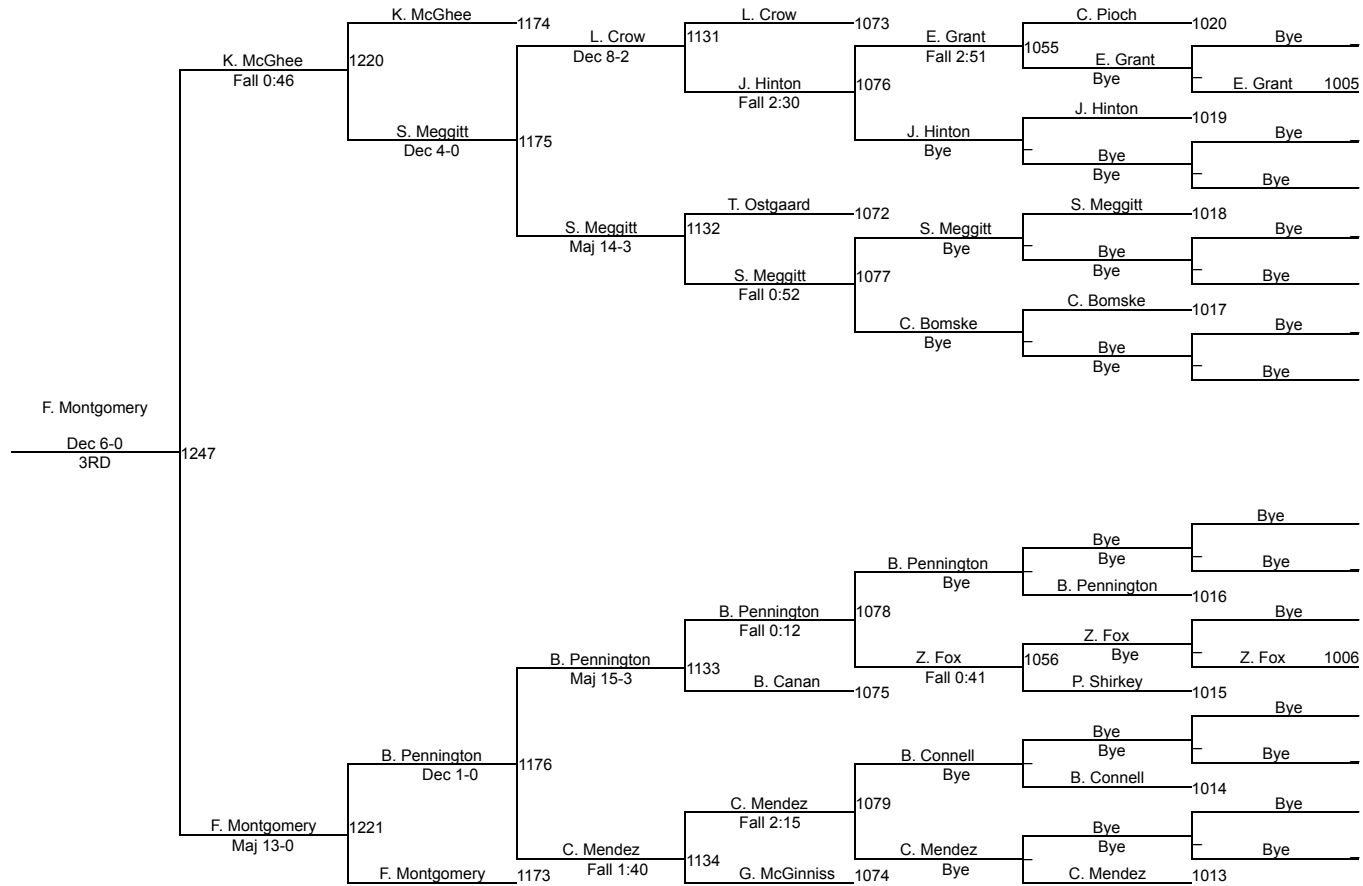 K. McGhee 1174 L. Crow 1073 C. Pioch 1020
L. Crow 1131 E. Grant 1055 Bye
K. McGhee 1220 Dec 8-2 Fall 2:51 E. Grant
Fall 0:46 J. Hinton 1076 Bye E. Grant 1005
Fall 2:30 J. Hinton 1019
S. Meggitt 1175 J. Hinton Bye
Dec 4-0 Bye Bye
Bye Bye
T. Ostgaard 1072 S. Meggitt 1018
S. Meggitt 1132 S. Meggitt Bye
Maj 14-3 Bye Bye
S. Meggitt 1077 Bye Bye
Fall 0:52 C. Bomske 1017
C. Bomske Bye
Bye Bye
Bye Bye
F. Montgomery
Dec 6-0 1247
3RD
Bye
Bye
B. Pennington Bye Bye
Bye B. Pennington 1016
B. Pennington 1078 Bye
Fall 0:12 Z. Fox
B. Pennington 1133 Z. Fox 1056 Bye Z. Fox 1006
Maj 15-3 B. Canan 1075 Fall 0:41 P. Shirkey 1015
Bye
Bye
B. Pennington 1176 B. Connell Bye Bye
Dec 1-0 Bye B. Connell 1014
C. Mendez 1079 Bye
F. Montgomery 1221 Fall 2:15 Bye
Maj 13-0 C. Mendez 1134 C. Mendez Bye Bye
F. Montgomery 1173 Fall 1:40 G. McGinniss 1074 Bye C. Mendez 1013